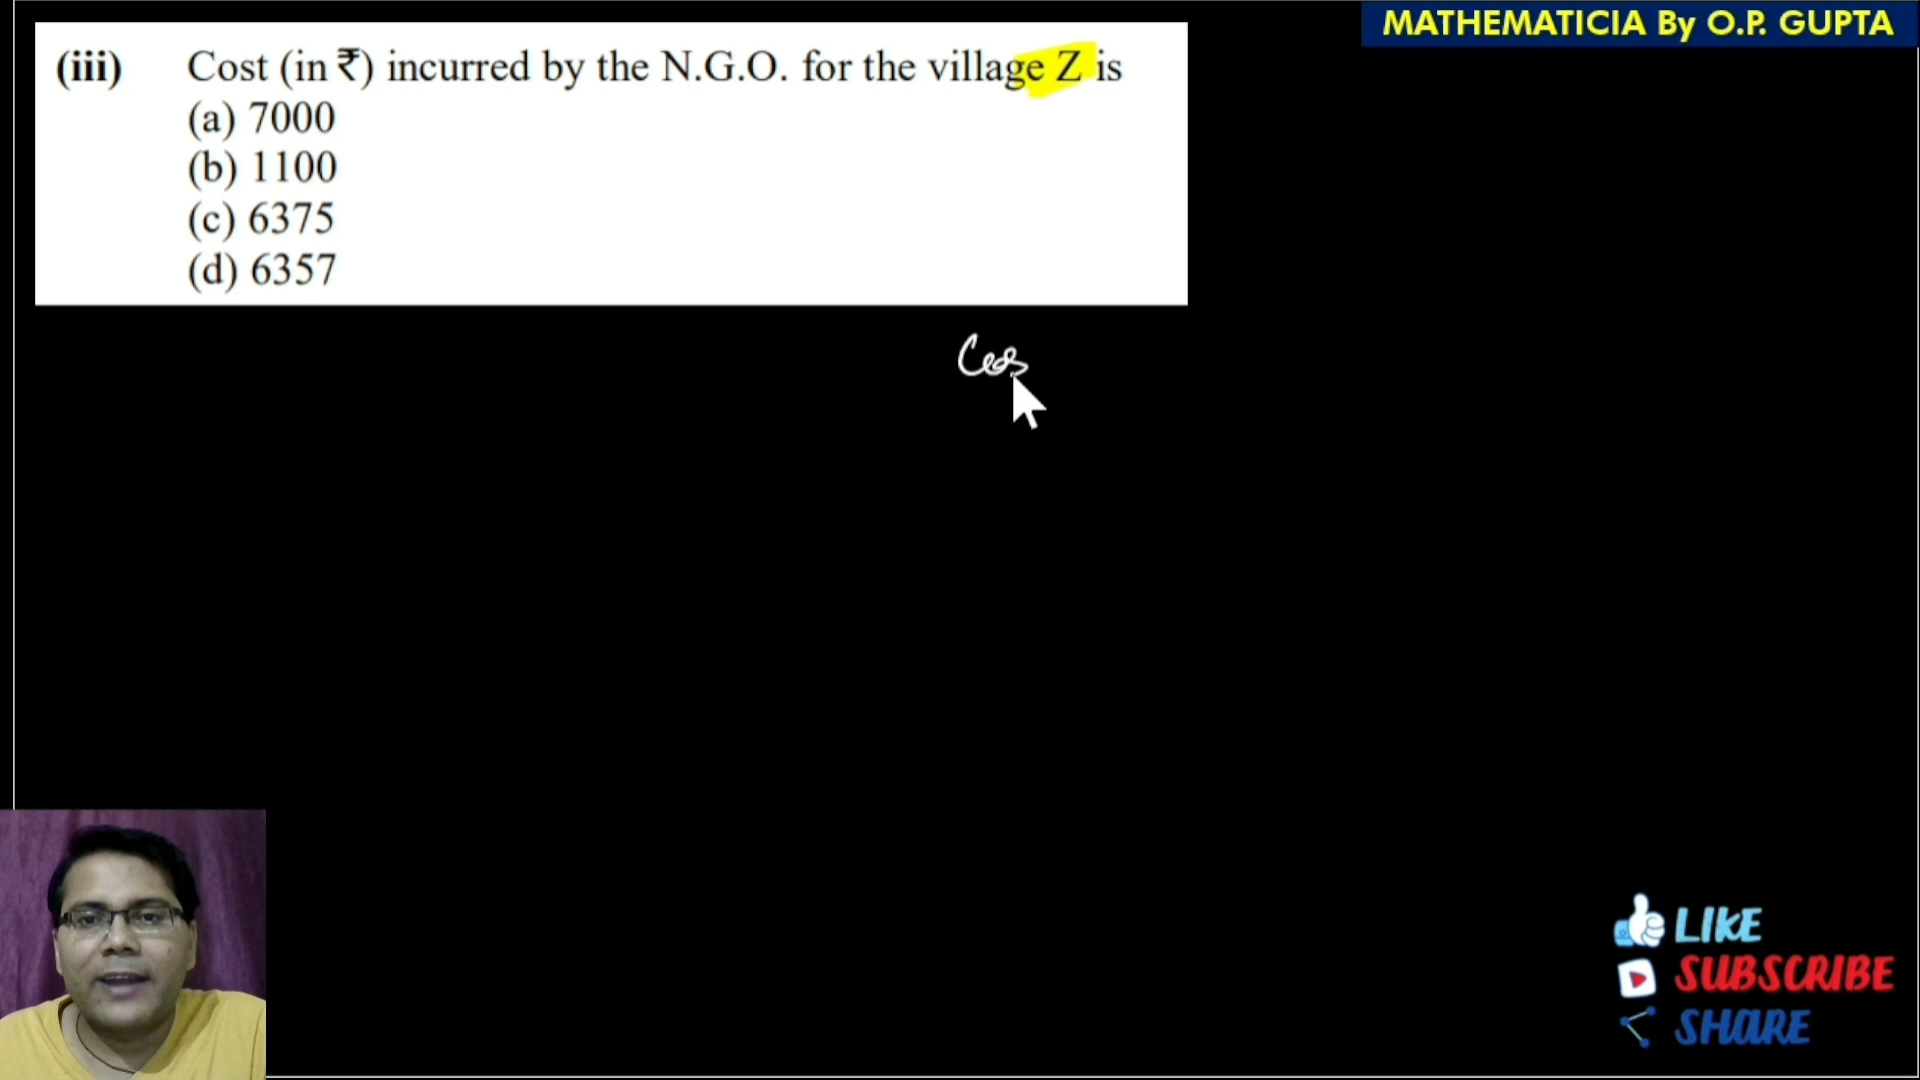 MATHEMATICIA By O.P. GUPTA
(iii) Cost (in ₹) incurred by the N.G.O. for the village Z is
(a) 7000
(b) 1100
(c) 6375
(d) 6357
Cos
LIKE
SUBSCRIBE
SHARE